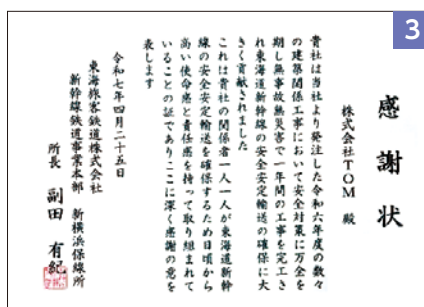 3
感謝状
株式会社TOM 殿
貴社は当社より発注した令和六年度の数々
の建築関係工事において安全対策に万全を
期し無事故無災害で一年間の工事を完工さ
れ東海道新幹線の安全安定輸送の確保に大
きく貢献されました
これは貴社の関係者一人一人が東海道新幹
線の安全安定輸送を確保するため日頃から
高い使命感と責任感を持って取り組まれて
いることの証でありここに深く感謝の意を
表します
令和七年四月二十五日
東海旅客鉄道株式会社
新幹線鉄道事業本部 新横浜保線所
所長 副田 有紀